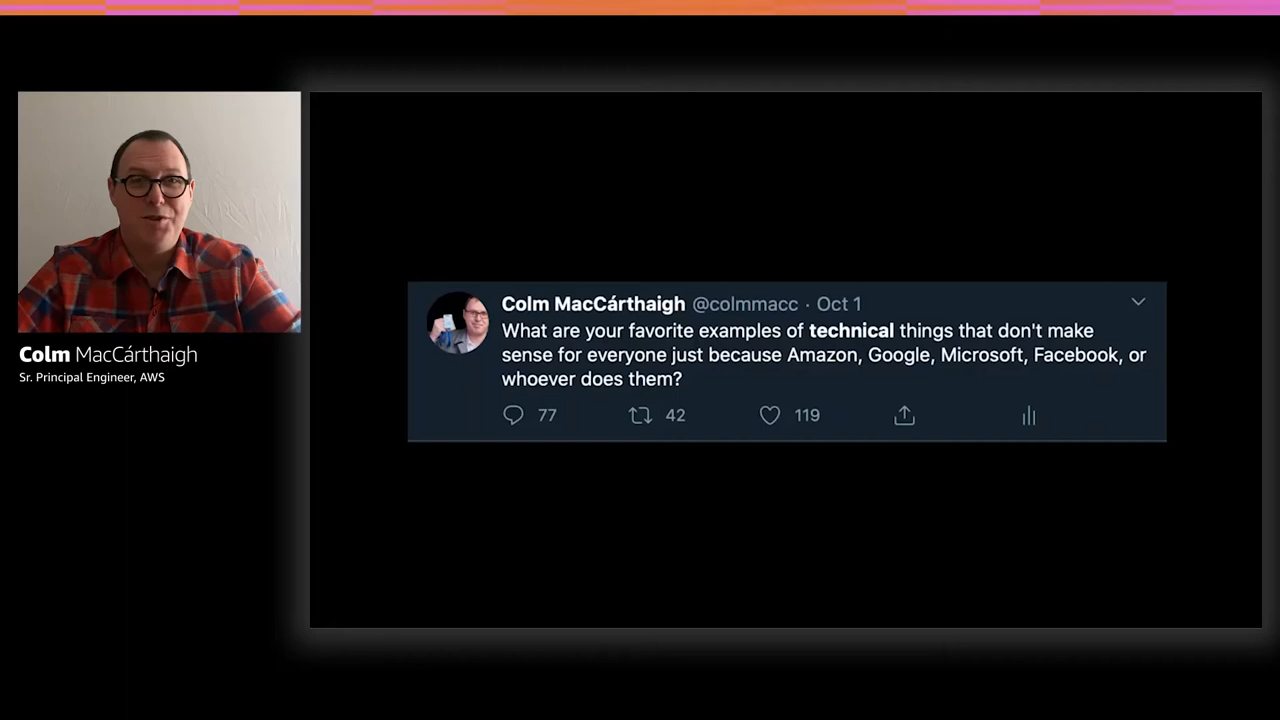 Colm MacCárthaigh
Sr. Principal Engineer, AWS
Colm MacCárthaigh @colmmacc · Oct 1
What are your favorite examples of technical things that don't make
sense for everyone just because Amazon, Google, Microsoft, Facebook, or
whoever does them?
77 42 119